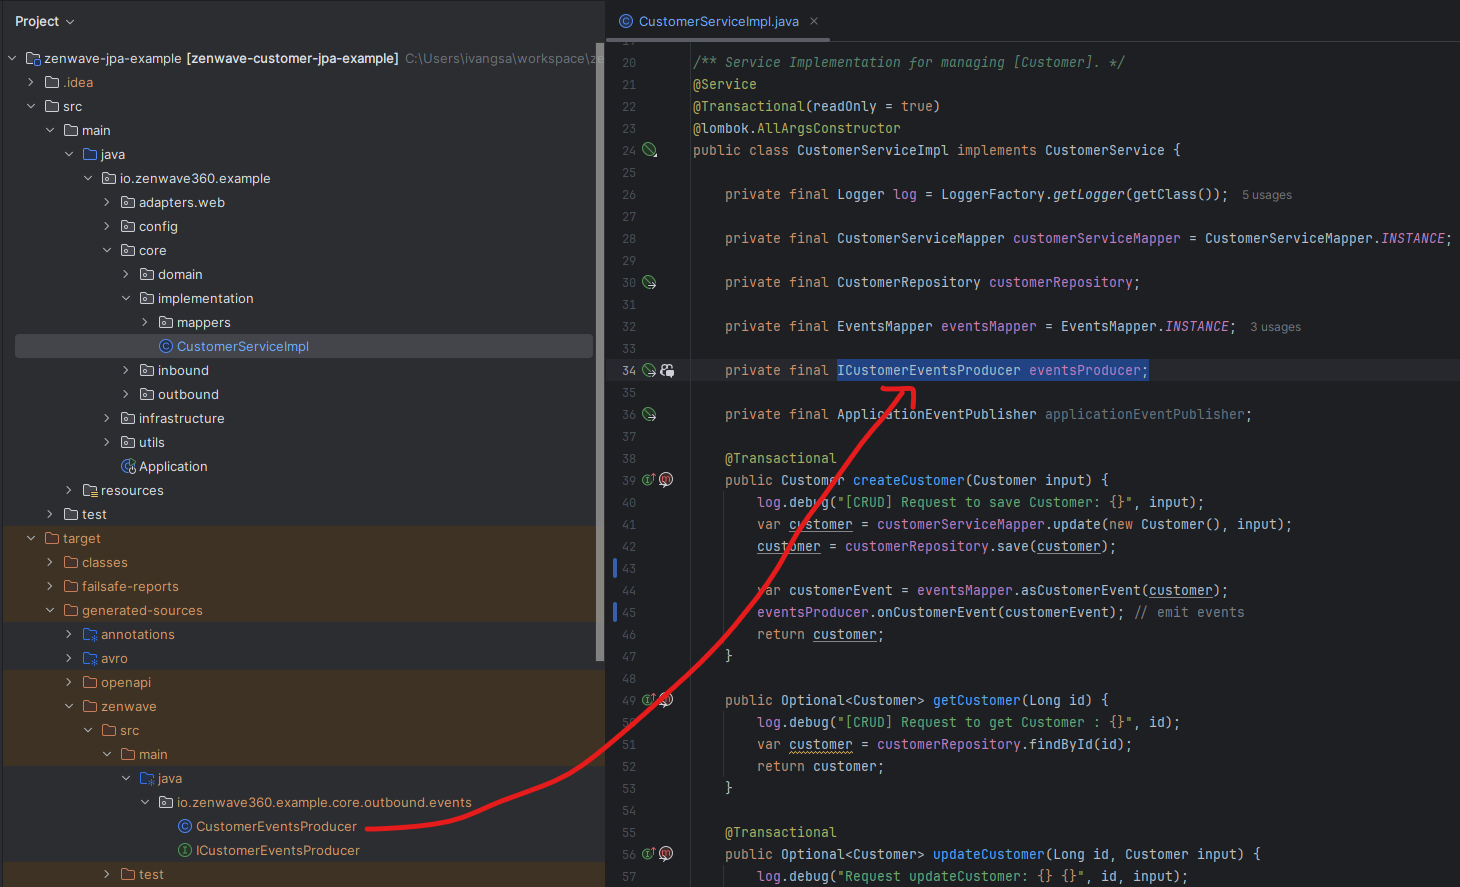 Project
zenwave-jpa-example [zenwave-customer-jpa-example] C:\Users\ivangsa\workspace\ze
.idea
src
main
java
io.zenwave360.example
adapters.web
config
core
domain
implementation
mappers
CustomerServiceImpl
inbound
outbound
infrastructure
utils
Application
resources
test
target
classes
failsafe-reports
generated-sources
annotations
avro
openapi
zenwave
src
main
java
io.zenwave360.example.core.outbound.events
CustomerEventsProducer
ICustomerEventsProducer
test
CustomerServiceImpl.java
19
20 /** Service Implementation for managing [Customer]. */
21 @Service
22 @Transactional(readOnly = true)
23 @lombok.AllArgsConstructor
24 public class CustomerServiceImpl implements CustomerService {
25
26 private final Logger log = LoggerFactory.getLogger(getClass()); 5 usages
27
28 private final CustomerServiceMapper customerServiceMapper = CustomerServiceMapper.INSTANCE;
29
30 private final CustomerRepository customerRepository;
31
32 private final EventsMapper eventsMapper = EventsMapper.INSTANCE; 3 usages
33
34 private final ICustomerEventsProducer eventsProducer;
35
36 private final ApplicationEventPublisher applicationEventPublisher;
37
38 @Transactional
39 public Customer createCustomer(Customer input) {
40 log.debug("[CRUD] Request to save Customer: {}", input);
41 var customer = customerServiceMapper.update(new Customer(), input);
42 customer = customerRepository.save(customer);
43
44 var customerEvent = eventsMapper.asCustomerEvent(customer);
45 eventsProducer.onCustomerEvent(customerEvent); // emit events
46 return customer;
47 }
48
49 public Optional<Customer> getCustomer(Long id) {
50 log.debug("[CRUD] Request to get Customer : {}", id);
51 var customer = customerRepository.findById(id);
52 return customer;
53 }
54
55 @Transactional
56 public Optional<Customer> updateCustomer(Long id, Customer input) {
57 log.debug("Request updateCustomer: {} {}", id, input);